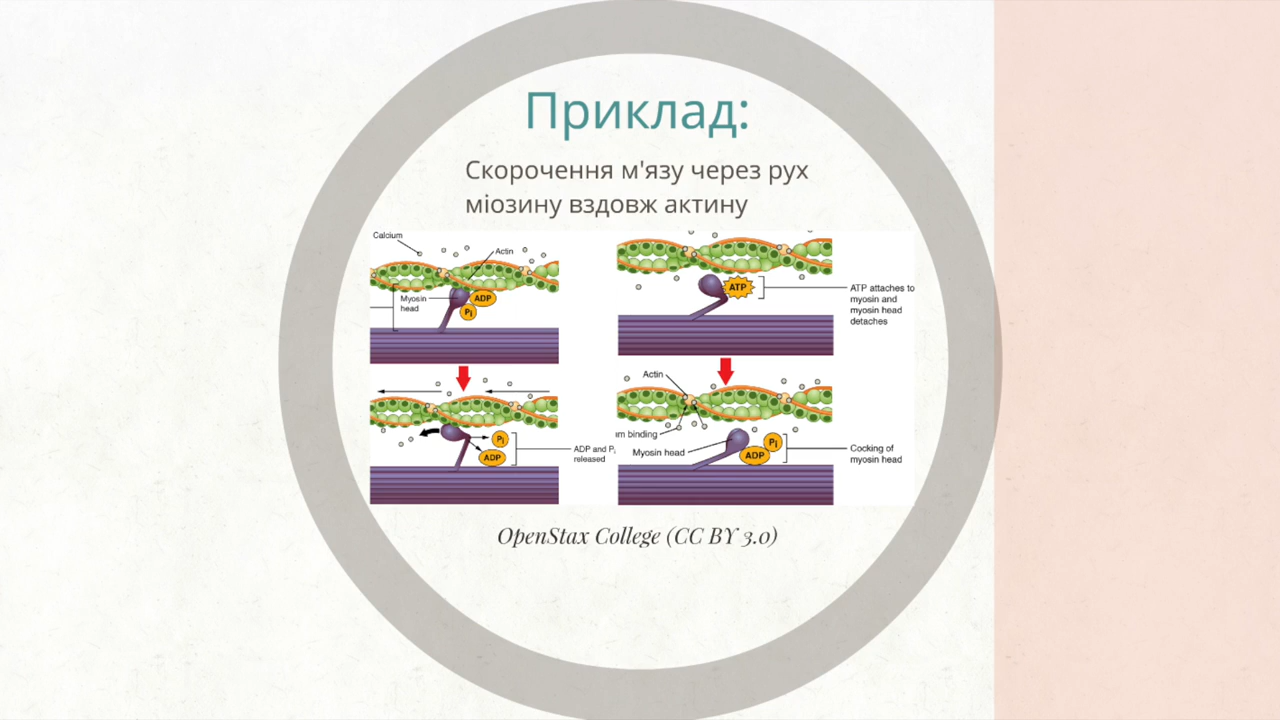 Приклад:
Скорочення м'язу через рух
міозину вздовж актину
Calcium
Actin
Myosin
head
ADP
Pi
ADP and Pi
released
Pi
ADP
ATP
ATP attaches to
myosin and
myosin head
detaches
Actin
binding
Myosin head
Pi
ADP
Cocking of
myosin head
OpenStax College (CC BY 3.0)